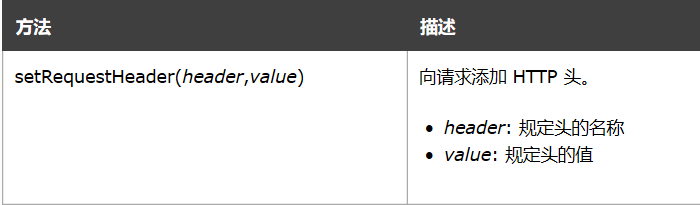 方法 描述
setRequestHeader(header,value) 向请求添加 HTTP 头。
• header: 规定头的名称
• value: 规定头的值